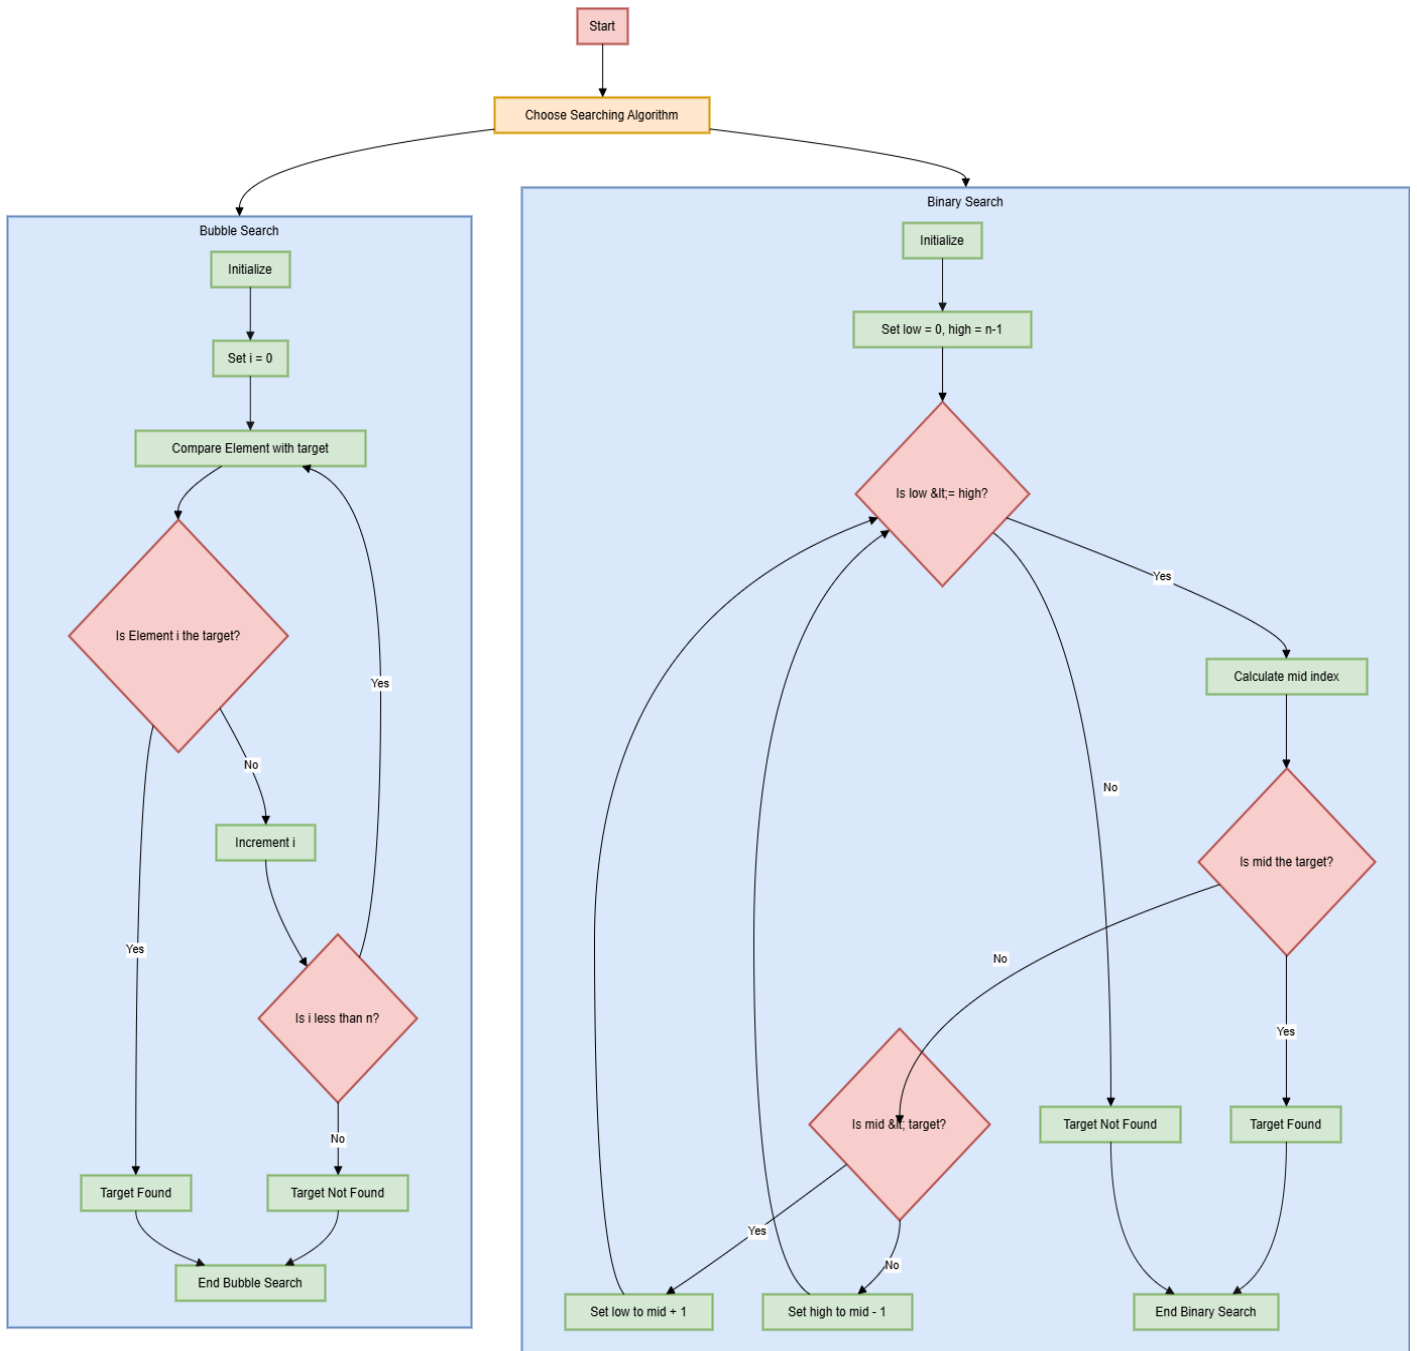 Start
Choose Searching Algorithm
Bubble Search
Initialize
Set i = 0
Compare Element with target
Is Element i the target?
Yes
No
Increment i
Yes
Is i less than n?
No
Target Found
Target Not Found
End Bubble Search
Binary Search
Initialize
Set low = 0, high = n-1
Is low &lt;= high?
Yes
Calculate mid index
No
Is mid the target?
No
Yes
Is mid &lt; target?
Target Not Found
Target Found
Yes
No
Set low to mid + 1
Set high to mid - 1
End Binary Search